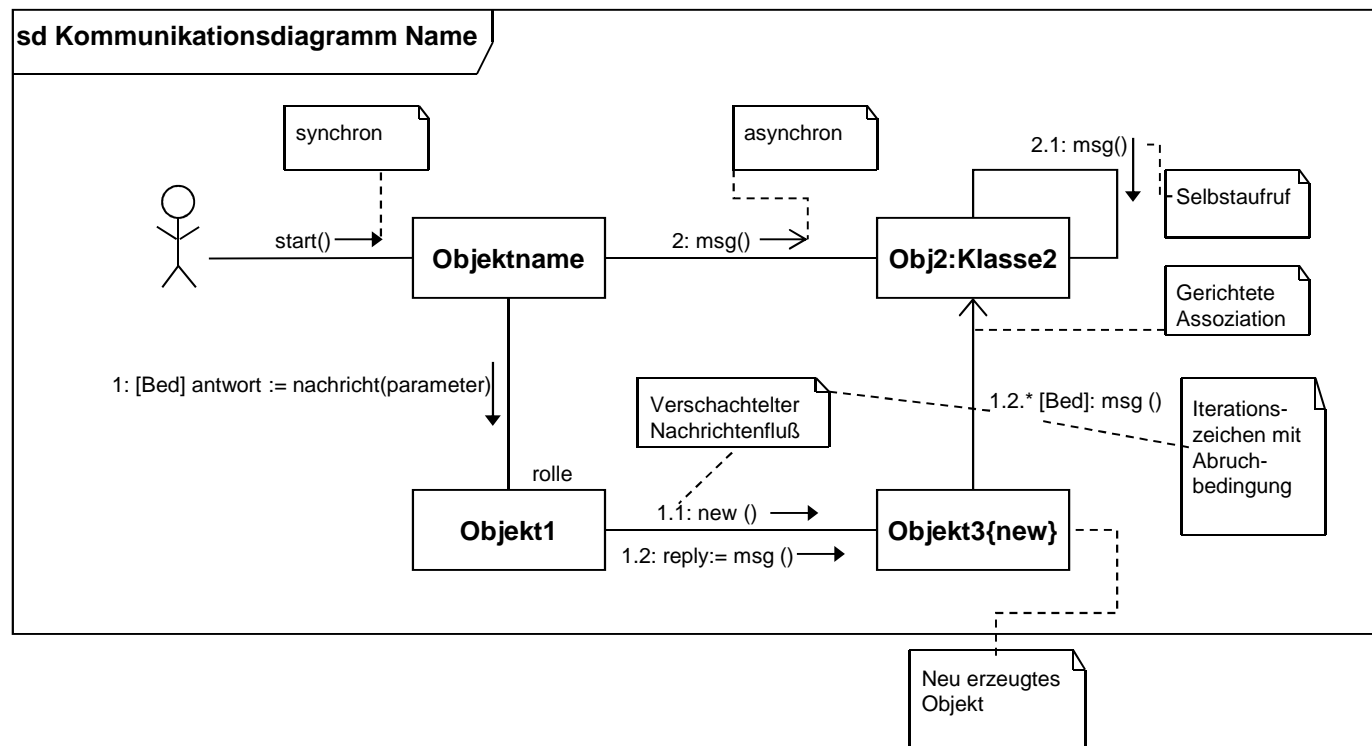 sd Kommunikationsdiagramm Name
synchron
asynchron
2.1: msg()
Selbstaufruf
start()
2: msg()
Objektname
Obj2:Klasse2
Gerichtete
Assoziation
1: [Bed] antwort := nachricht(parameter)
Verschachtelter
Nachrichtenfluß
1.2.* [Bed]: msg ()
Iterations-
zeichen mit
Abruch-
bedingung
rolle
Objekt1
1.1: new ()
Objekt3{new}
1.2: reply:= msg ()
Neu erzeugtes
Objekt